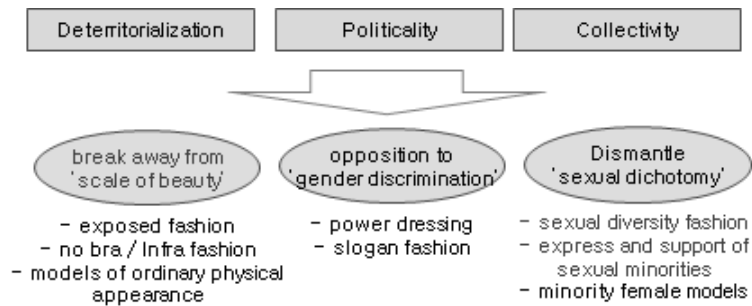 Deterritorialization
Politicality
Collectivity
break away from
'scale of beauty'
- exposed fashion
- no bra / Infra fashion
- models of ordinary physical
appearance
opposition to
'gender discrimination'
- power dressing
- slogan fashion
Dismantle
'sexual dichotomy'
- sexual diversity fashion
- express and support of
sexual minorities
- minority female models